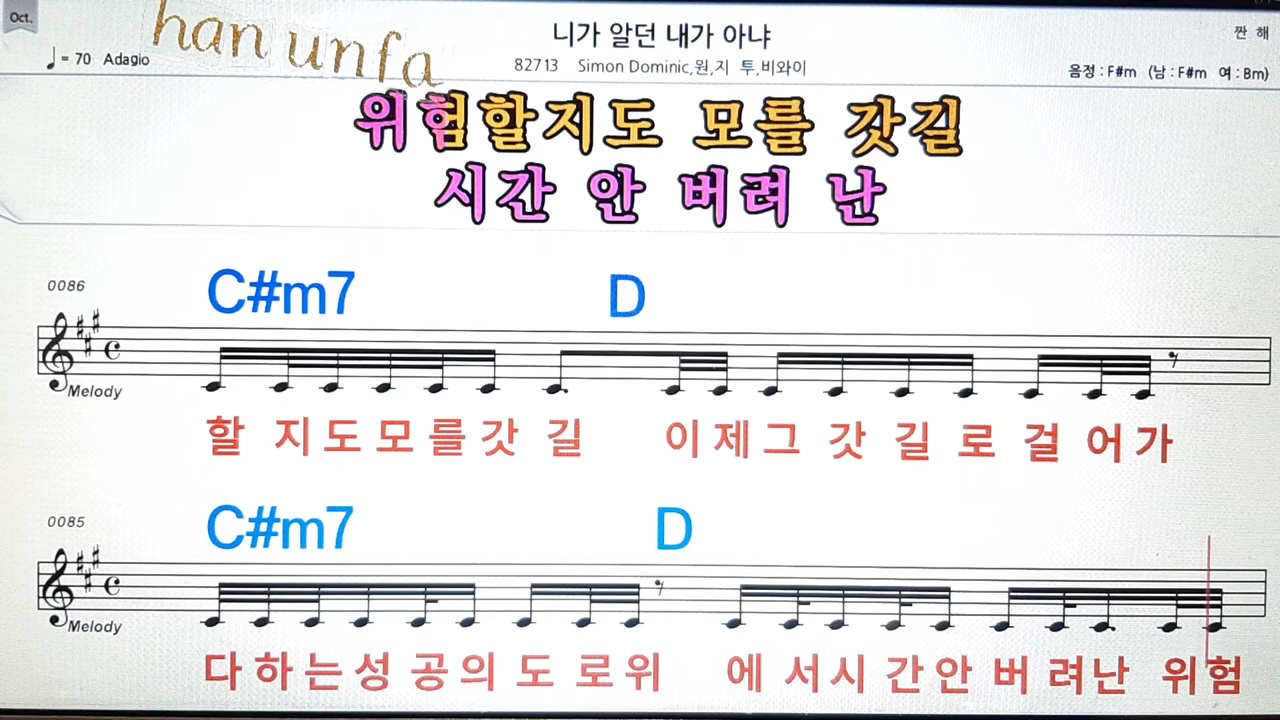 Oct.
han unfa
니가 알던 내가 아냐
짠 해
♩= 70 Adagio
82713 Simon Dominic,원,지 투,비와이
음정 : F#m (남 : F#m 여 : Bm)
위험할지도 모를 갓길
시간 안 버려 난
0086
C#m7 D
Melody
할 지도모를갓 길 이제그 갓 길 로 걸 어가
0085
C#m7 D
Melody
다하는성 공의 도 로위 에 서시 간안 버 려난 위험